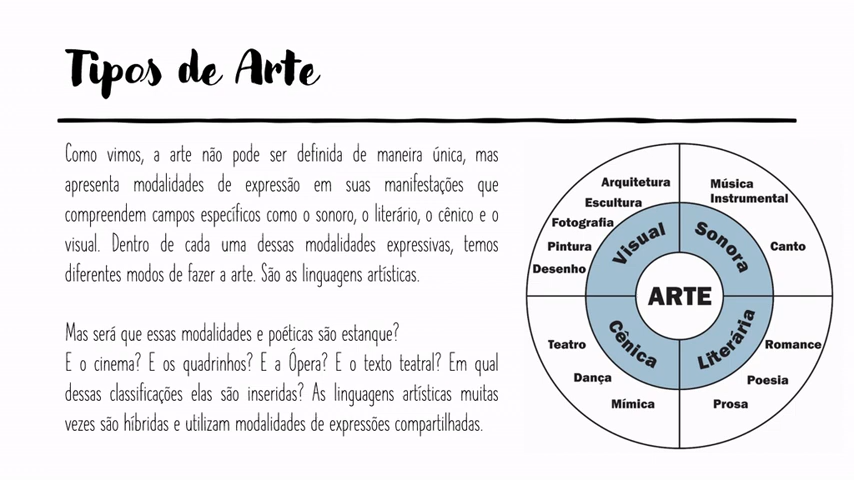 Tipos de Arte
Como vimos, a arte não pode ser definida de maneira única, mas
apresenta modalidades de expressão em suas manifestações que
compreendem campos específicos como o sonoro, o literário, o cênico e o
visual. Dentro de cada uma dessas modalidades expressivas, temos
diferentes modos de fazer a arte. São as linguagens artísticas.
Mas será que essas modalidades e poéticas são estanque?
E o cinema? E os quadrinhos? E a Ópera? E o texto teatral? Em qual
dessas classificações elas são inseridas? As linguagens artísticas muitas
vezes são híbridas e utilizam modalidades de expressões compartilhadas.
ARTE
Visual
Arquitetura
Escultura
Fotografia
Pintura
Desenho
Sonora
Música
Instrumental
Canto
Cênica
Teatro
Dança
Mímica
Literária
Romance
Poesia
Prosa